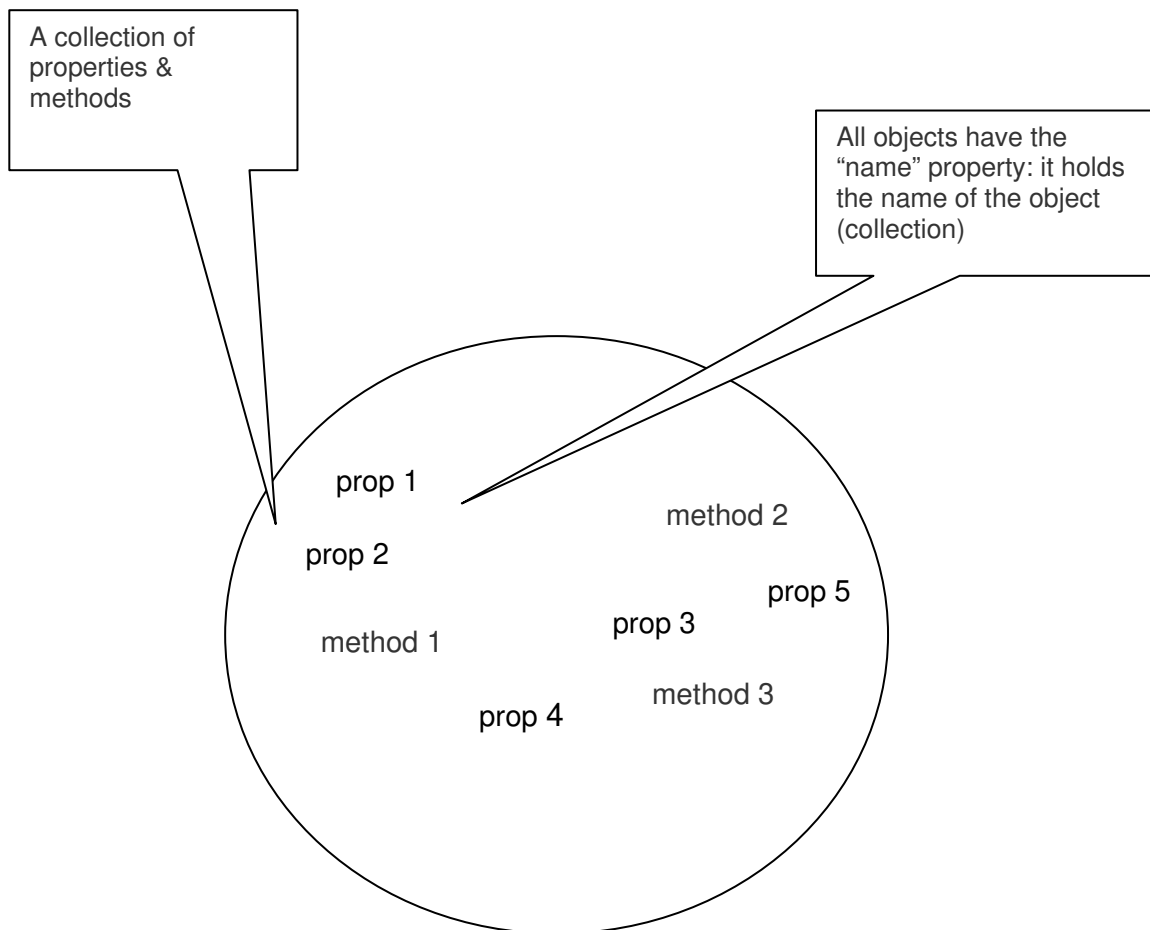 A collection of
properties &
methods
All objects have the
“name” property: it holds
the name of the object
(collection)
prop 1
method 2
prop 2
prop 5
prop 3
method 1
method 3
prop 4